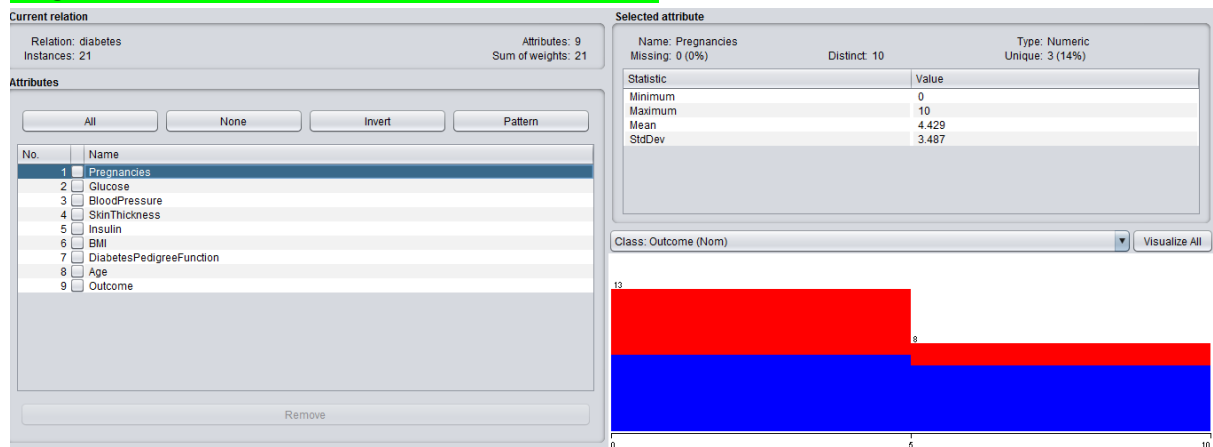 Current relation
Relation: diabetes Attributes: 9
Instances: 21 Sum of weights: 21
Attributes
All None Invert Pattern
No. Name
1 Pregnancies
2 Glucose
3 BloodPressure
4 SkinThickness
5 Insulin
6 BMI
7 DiabetesPedigreeFunction
8 Age
9 Outcome
Remove
Selected attribute
Name: Pregnancies Type: Numeric
Missing: 0 (0%) Distinct: 10 Unique: 3 (14%)
Statistic Value
Minimum 0
Maximum 10
Mean 4.429
StdDev 3.487
Class: Outcome (Nom) Visualize All
13
8
0 5 10